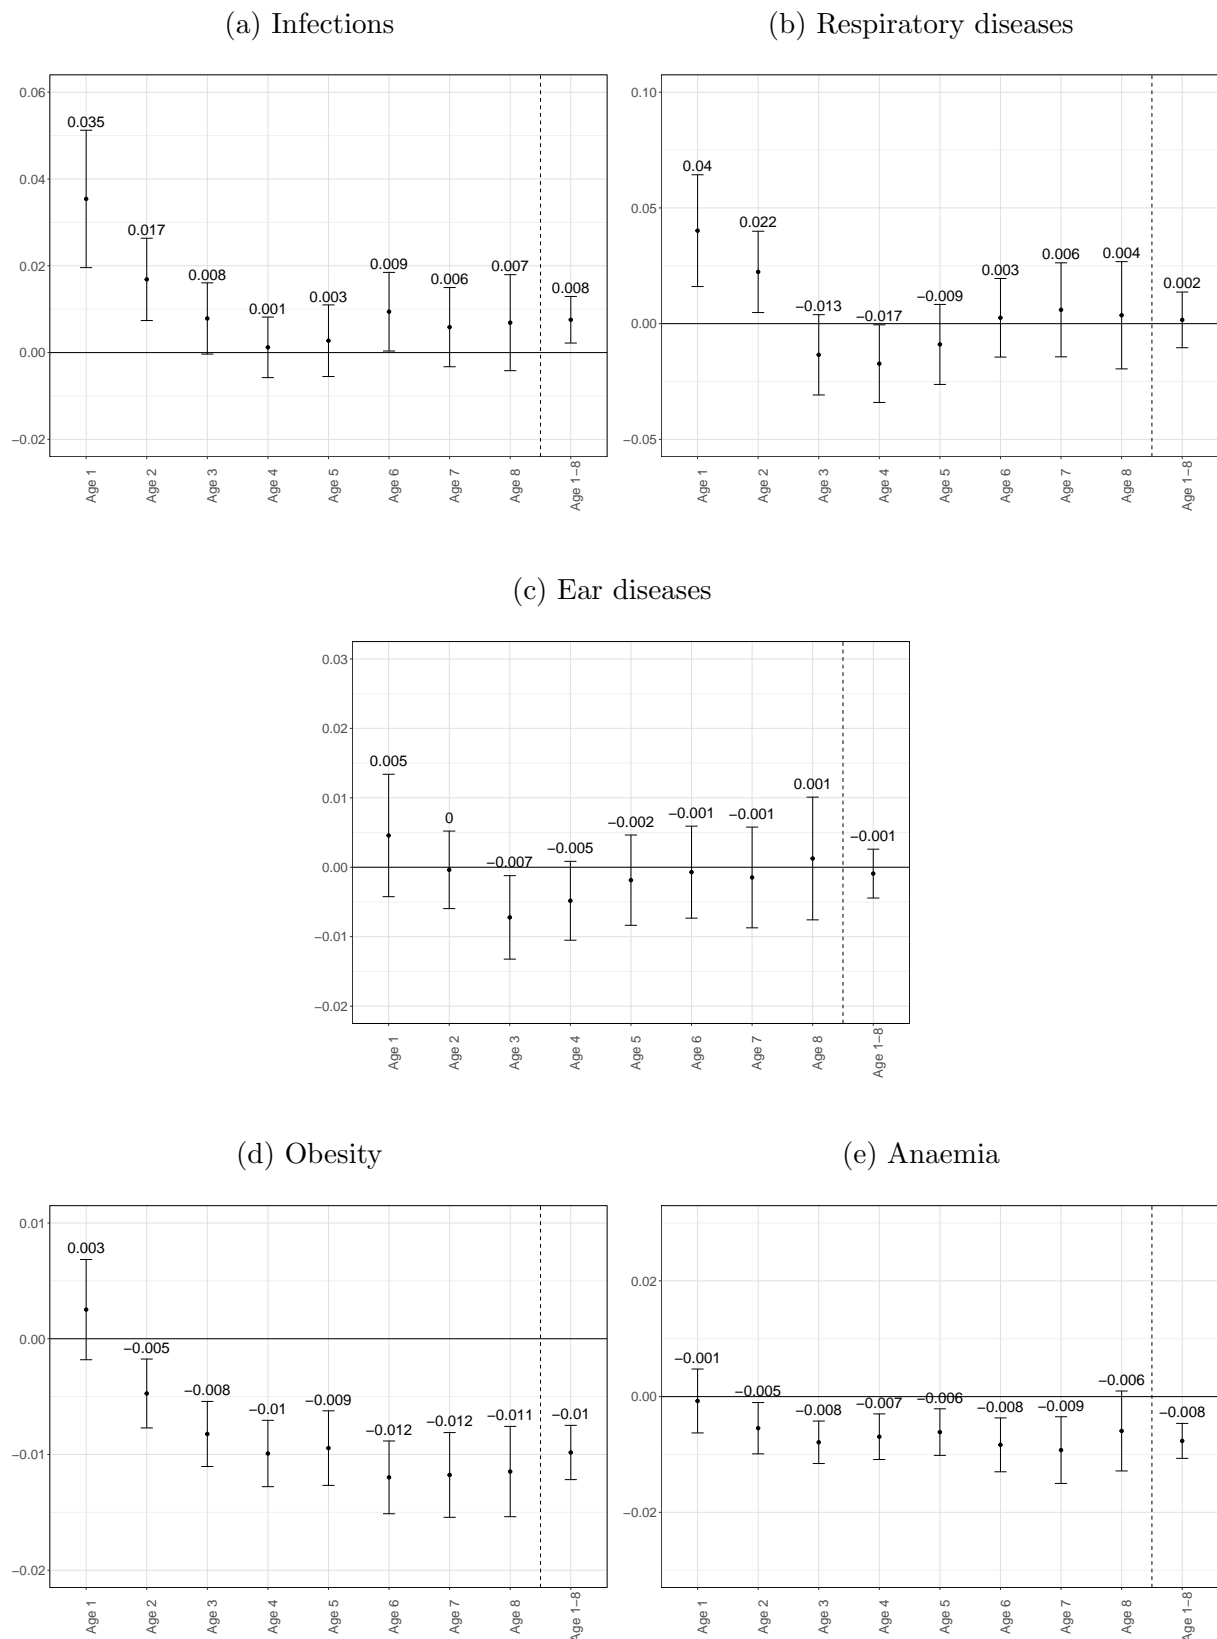 (a) Infections
(b) Respiratory diseases
0.06
0.04
0.02
0.00
−0.02
0.035
0.017
0.008
0.001
0.003
0.009
0.006
0.007
0.008
Age 1
Age 2
Age 3
Age 4
Age 5
Age 6
Age 7
Age 8
Age 1−8
0.10
0.05
0.00
−0.05
0.04
0.022
−0.013
−0.017
−0.009
0.003
0.006
0.004
0.002
Age 1
Age 2
Age 3
Age 4
Age 5
Age 6
Age 7
Age 8
Age 1−8
(c) Ear diseases
0.03
0.02
0.01
0.00
−0.01
−0.02
0.005
0
−0.007
−0.005
−0.002
−0.001
−0.001
0.001
−0.001
Age 1
Age 2
Age 3
Age 4
Age 5
Age 6
Age 7
Age 8
Age 1−8
(d) Obesity
(e) Anaemia
0.01
0.00
−0.01
−0.02
0.003
−0.005
−0.008
−0.01
−0.009
−0.012
−0.012
−0.011
−0.01
Age 1
Age 2
Age 3
Age 4
Age 5
Age 6
Age 7
Age 8
Age 1−8
0.02
0.00
−0.02
−0.001
−0.005
−0.008
−0.007
−0.006
−0.008
−0.009
−0.006
−0.008
Age 1
Age 2
Age 3
Age 4
Age 5
Age 6
Age 7
Age 8
Age 1−8